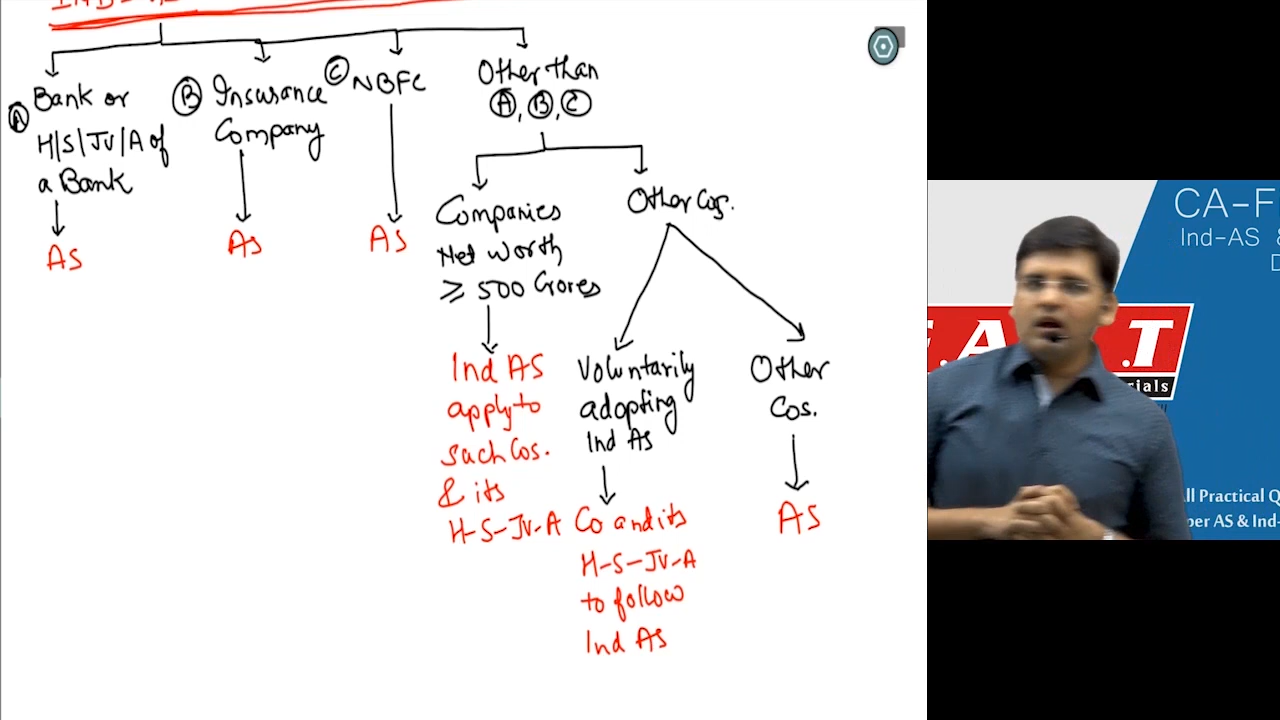 Ⓐ Bank or
H/S/JV/A of
a Bank
AS
Ⓑ Insurance
Company
AS
Ⓒ NBFC
AS
Other than
Ⓐ, Ⓑ, Ⓒ
Companies
Net worth
≥ 500 Crores
Ind AS
apply to
such Cos.
& its
H-S-JV-A
Other Cos.
Voluntarily
adopting
Ind AS
Co and its
H-S-JV-A
to follow
Ind AS
Other
Cos.
AS
CA-F
Ind-AS &
D
F.A.T
ials
ll Practical Q
per AS & Ind-